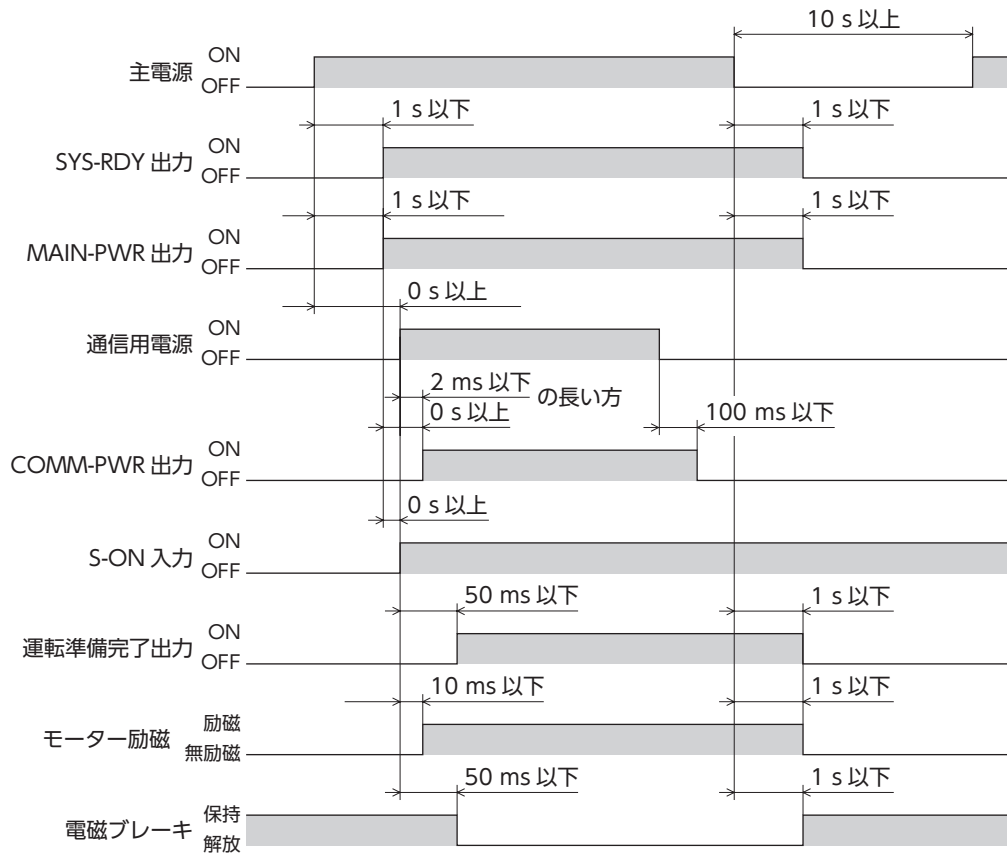 10 s 以上
主電源 ON
OFF
1 s 以下 1 s 以下
SYS-RDY 出力 ON
OFF
1 s 以下 1 s 以下
MAIN-PWR 出力 ON
OFF
0 s 以上
通信用電源 ON
OFF
2 ms 以下 の長い方
0 s 以上 100 ms 以下
COMM-PWR 出力 ON
OFF
0 s 以上
S-ON 入力 ON
OFF
50 ms 以下 1 s 以下
運転準備完了出力 ON
OFF
10 ms 以下 1 s 以下
モーター励磁 励磁
無励磁
50 ms 以下 1 s 以下
電磁ブレーキ 保持
解放